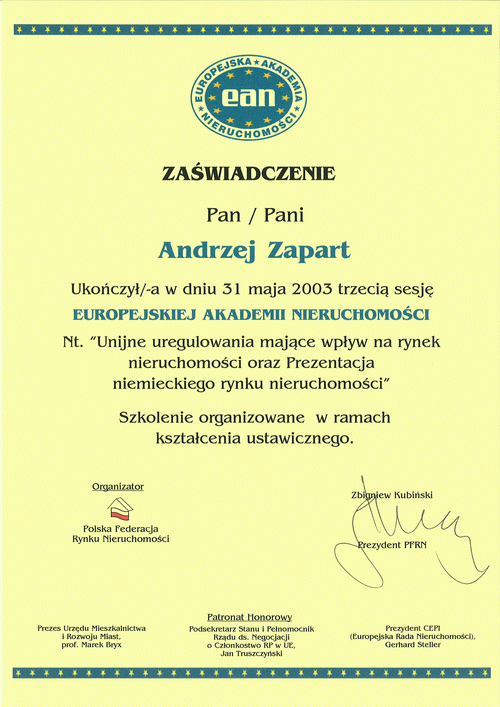 EUROPEJSKA ★ AKADEMIA ★ NIERUCHOMOŚCI ★
ean
ZAŚWIADCZENIE
Pan / Pani
Andrzej Zapart
Ukończył/-a w dniu 31 maja 2003 trzecią sesję
EUROPEJSKIEJ AKADEMII NIERUCHOMOŚCI
Nt. “Unijne uregulowania mające wpływ na rynek
nieruchomości oraz Prezentacja
niemieckiego rynku nieruchomości”
Szkolenie organizowane w ramach
kształcenia ustawicznego.
Organizator
Polska Federacja
Rynku Nieruchomości
Zbigniew Kubiński
Prezydent PFRN
Patronat Honorowy
Prezes Urzędu Mieszkalnictwa
i Rozwoju Miast,
prof. Marek Bryx
Podsekretarz Stanu i Pełnomocnik
Rządu ds. Negocjacji
o Członkostwo RP w UE,
Jan Truszczyński
Prezydent CEPI
(Europejska Rada Nieruchomości),
Gerhard Steller